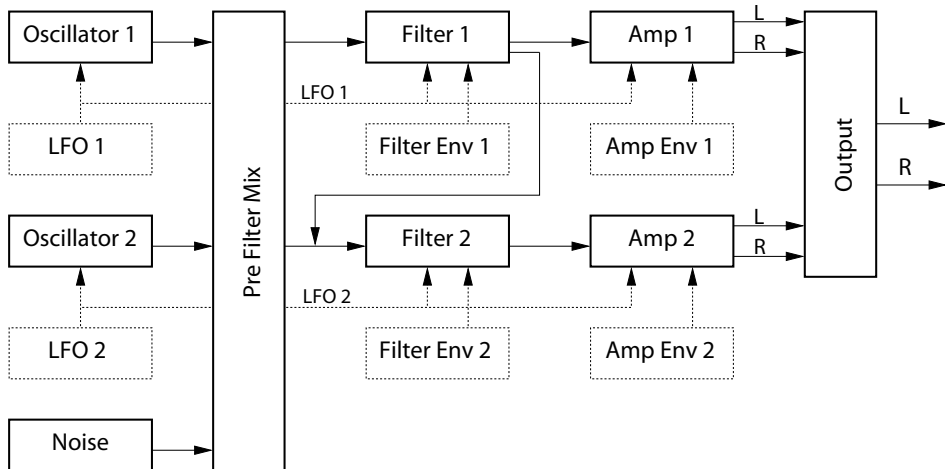 Oscillator 1
Filter 1
Amp 1
L
R
LFO 1
LFO 1
Filter Env 1
Amp Env 1
Pre Filter Mix
Output
L
R
Oscillator 2
Filter 2
Amp 2
L
R
LFO 2
LFO 2
Filter Env 2
Amp Env 2
Noise